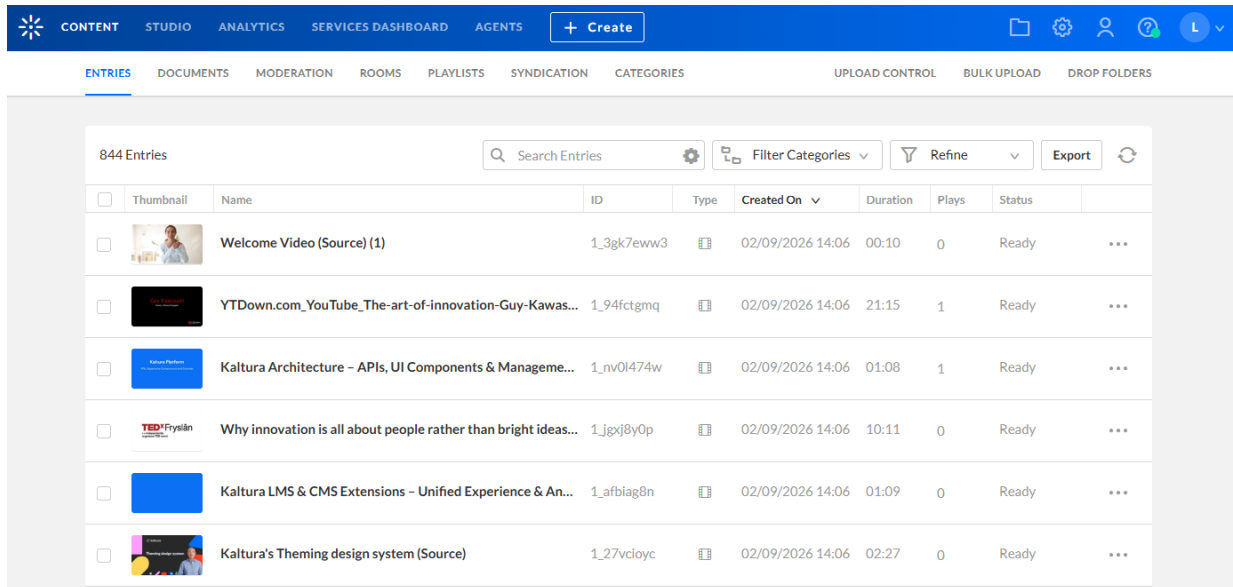 CONTENT STUDIO ANALYTICS SERVICES DASHBOARD AGENTS + Create L
ENTRIES DOCUMENTS MODERATION ROOMS PLAYLISTS SYNDICATION CATEGORIES UPLOAD CONTROL BULK UPLOAD DROP FOLDERS
844 Entries Search Entries Filter Categories Refine Export
Thumbnail Name ID Type Created On Duration Plays Status
Welcome Video (Source) (1) 1_3gk7eww3 02/09/2026 14:06 00:10 0 Ready
YTDown.com_YouTube_The-art-of-innovation-Guy-Kawas... 1_94fctgmq 02/09/2026 14:06 21:15 1 Ready
Kaltura Platform
Kaltura Architecture – APIs, UI Components & Manageme... 1_nv0l474w 02/09/2026 14:06 01:08 1 Ready
TEDxFryslân
Why innovation is all about people rather than bright ideas... 1_jgxj8y0p 02/09/2026 14:06 10:11 0 Ready
Kaltura LMS & CMS Extensions – Unified Experience & An... 1_afbiag8n 02/09/2026 14:06 01:09 0 Ready
Theming design system
Kaltura's Theming design system (Source) 1_27vcioyc 02/09/2026 14:06 02:27 0 Ready